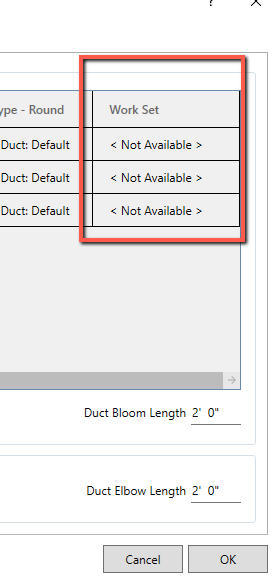 ?
ype - Round Work Set
Duct: Default < Not Available >
Duct: Default < Not Available >
Duct: Default < Not Available >
Duct Bloom Length 2' 0"
Duct Elbow Length 2' 0"
Cancel OK